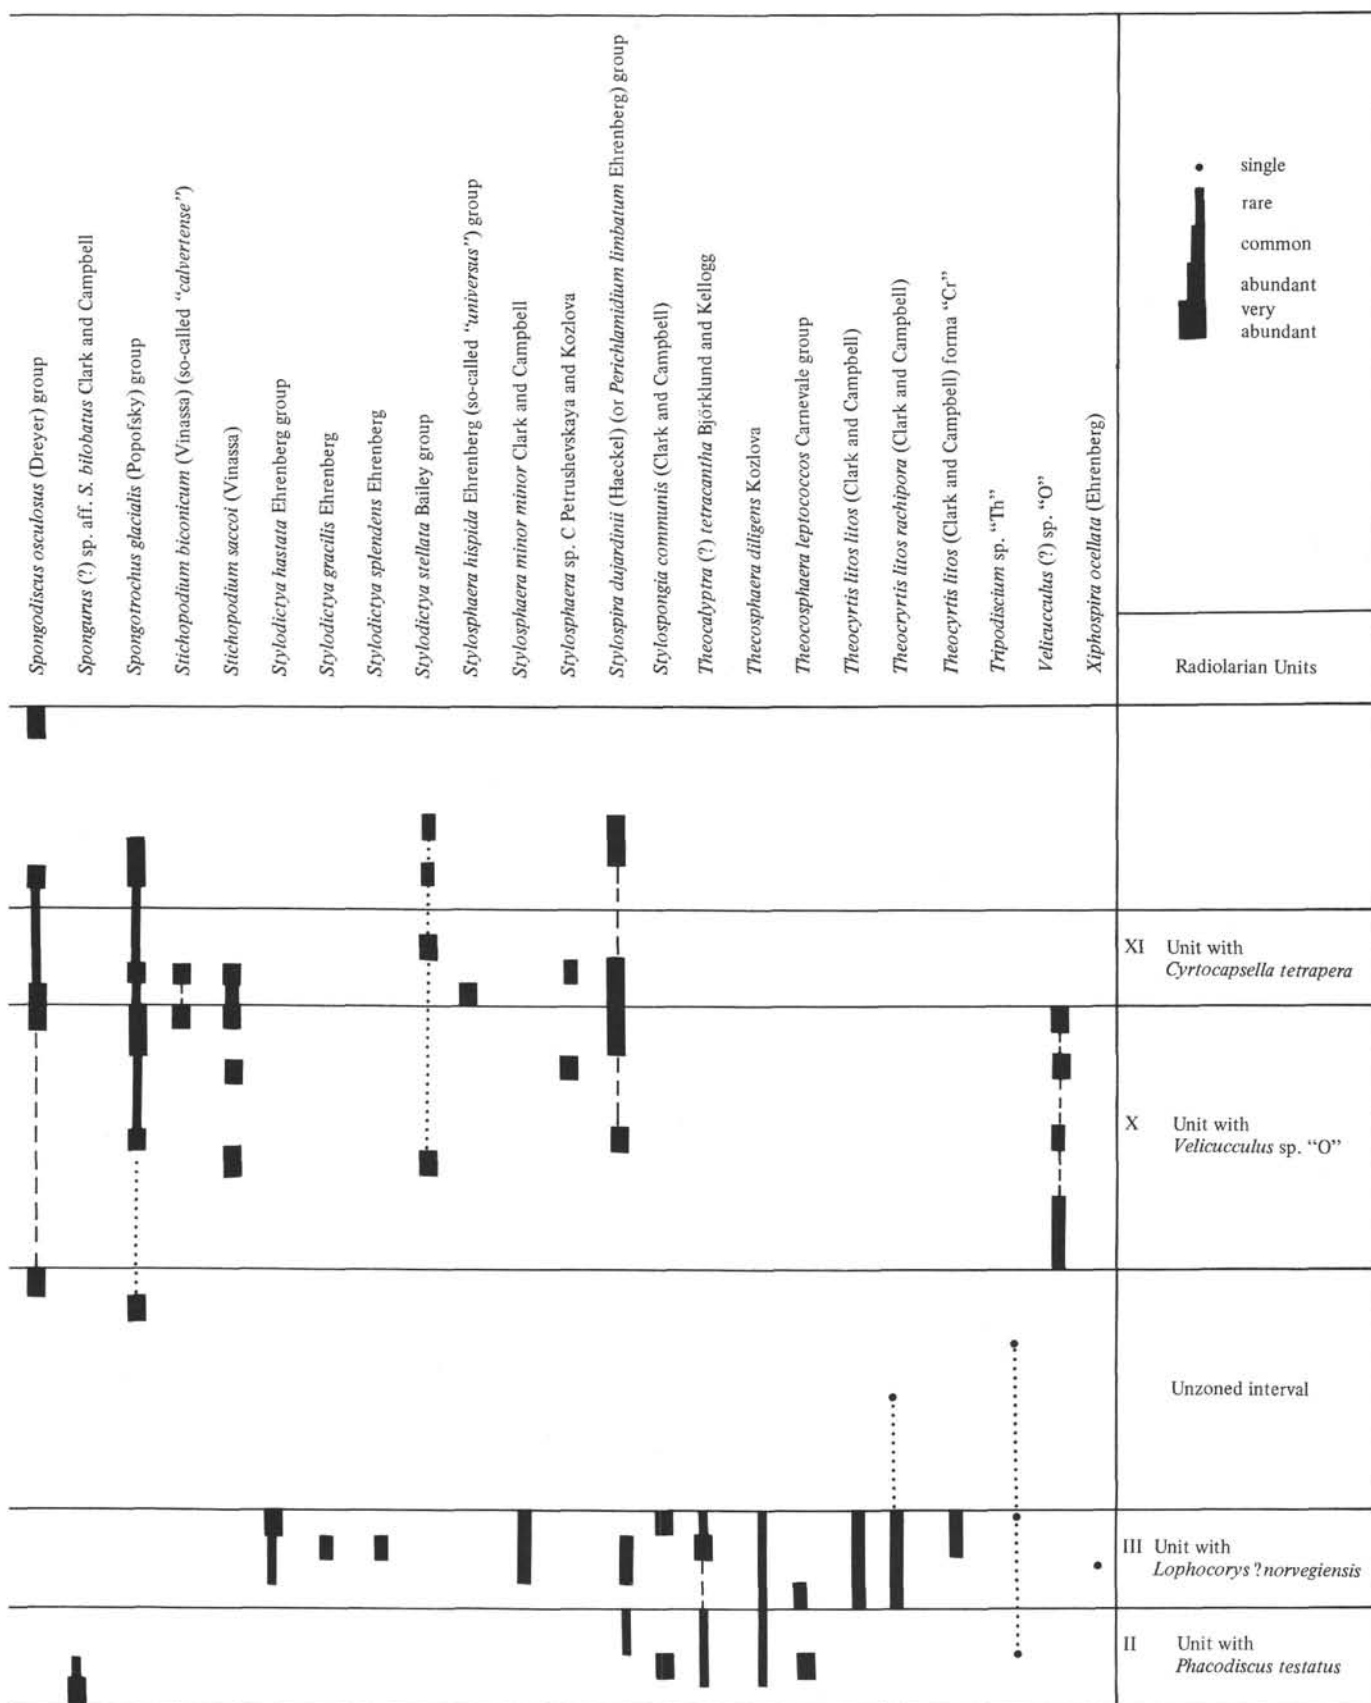 Spongodiscus osculosus (Dreyer) group
Spongurus (?) sp. aff. S. bilobatus Clark and Campbell
Spongotrochus glacialis (Popofsky) group
Stichopodium biconicum (Vinassa) (so-called "calvertense")
Stichopodium saccoi (Vinassa)
Stylodictya hastata Ehrenberg group
Stylodictya gracilis Ehrenberg
Stylodictya splendens Ehrenberg
Stylodictya stellata Bailey group
Stylosphaera hispida Ehrenberg (so-called "universus") group
Stylosphaera minor minor Clark and Campbell
Stylosphaera sp. C Petrushevskaya and Kozlova
Stylospira dujardinii (Haeckel) (or Perichlamidium limbatum Ehrenberg) group
Stylospongia communis (Clark and Campbell)
Theocalyptra (?) tetracantha Björklund and Kellogg
Thecosphaera diligens Kozlova
Theocosphaera leptococcos Carnevale group
Theocyrtis litos litos (Clark and Campbell)
Theocryrtis litos rachipora (Clark and Campbell)
Theocyrtis litos (Clark and Campbell) forma "Cr"
Tripodiscium sp. "Th"
Velicucculus (?) sp. "O"
Xiphospira ocellata (Ehrenberg)
single
rare
common
abundant
very
abundant
Radiolarian Units
XI Unit with
Cyrtocapsella tetrapera
X Unit with
Velicucculus sp. "O"
Unzoned interval
III Unit with
Lophocorys ? norvegiensis
II Unit with
Phacodiscus testatus